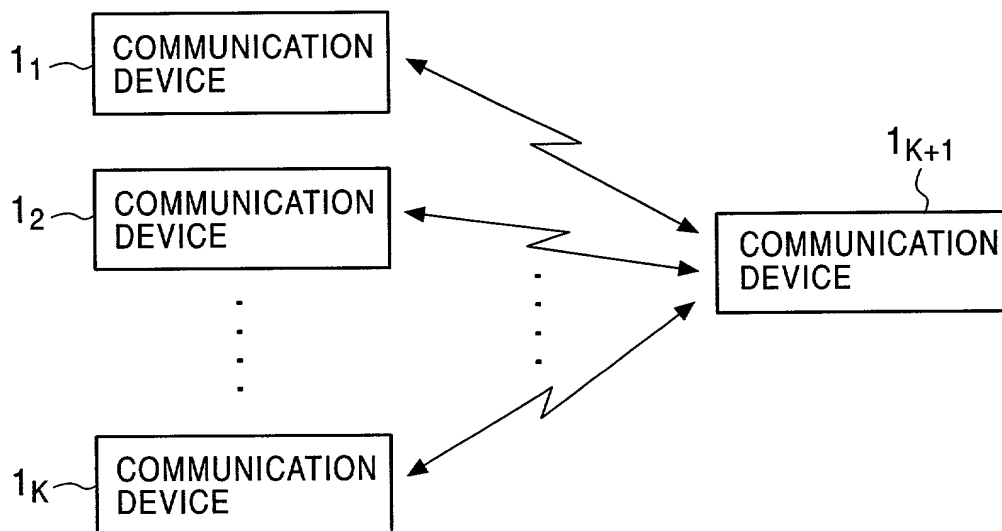 1₁
COMMUNICATION
DEVICE
1₂
COMMUNICATION
DEVICE
1K+1
COMMUNICATION
DEVICE
1K
COMMUNICATION
DEVICE